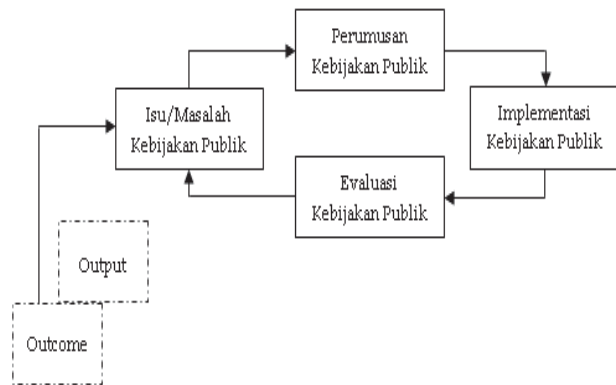 Perumusan
Kebijakan Publik
Isu/Masalah
Kebijakan Publik
Implementasi
Kebijakan Publik
Evaluasi
Kebijakan Publik
Output
Outcome